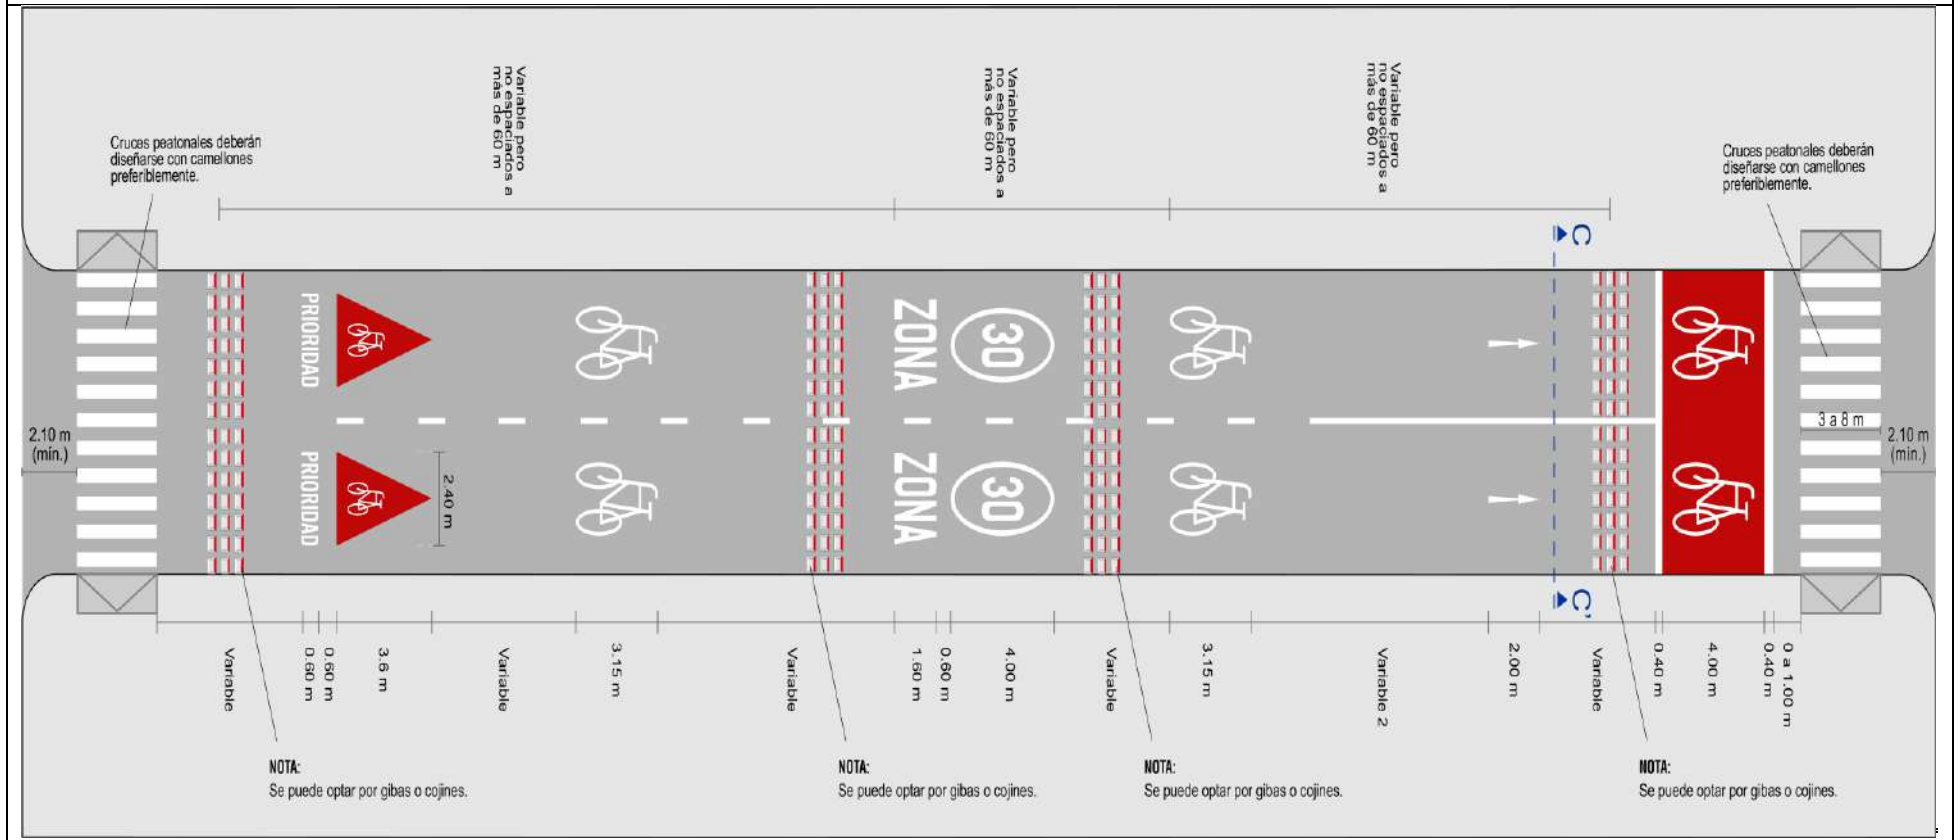 Variable pero
no espaciados a
más de 60 m
Variable pero
no espaciados a
más de 60 m
Variable pero
no espaciados a
más de 60 m
Cruces peatonales deberán
diseñarse con camellones
preferiblemente.
Cruces peatonales deberán
diseñarse con camellones
preferiblemente.
C
PRIORIDAD
ZONA
30
PRIORIDAD
ZONA
30
2.40 m
2.10 m
(mín.)
3 a 8 m
2.10 m
(min.)
C'
Variable
0.60 m
0.60 m
3.6 m
Variable
3.15 m
Variable
1.60 m
0.60 m
4.00 m
Variable
3.15 m
Variable 2
2.00 m
Variable
0.40 m
4.00 m
0.40 m
0 a 1.00 m
NOTA:
Se puede optar por gibas o cojines.
NOTA:
Se puede optar por gibas o cojines.
NOTA:
Se puede optar por gibas o cojines.
NOTA:
Se puede optar por gibas o cojines.